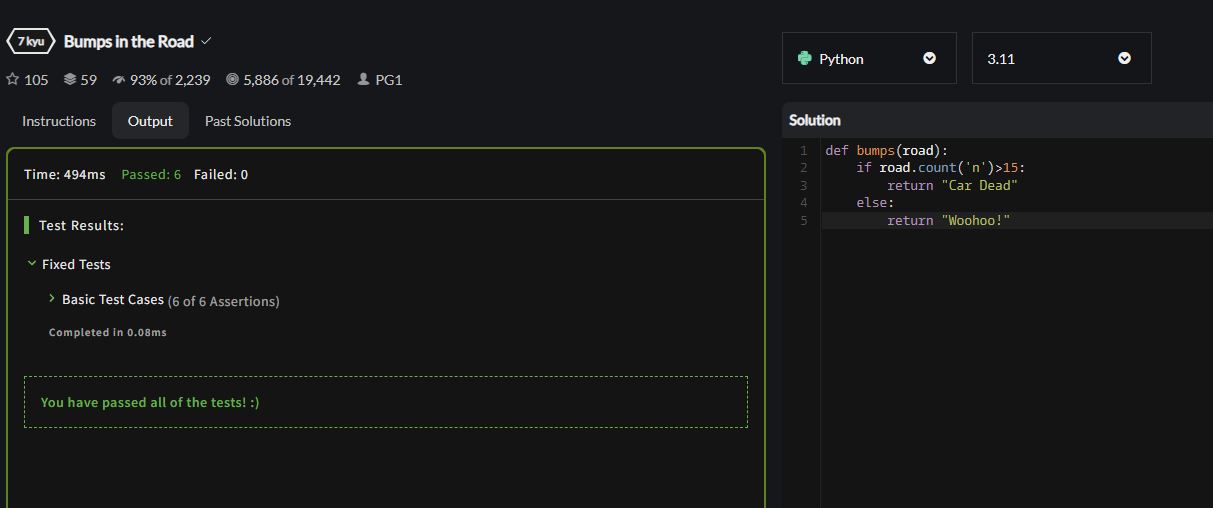 7 kyu Bumps in the Road
105 59 93% of 2,239 5,886 of 19,442 PG1
Instructions Output Past Solutions
Time: 494ms Passed: 6 Failed: 0
Test Results:
Fixed Tests
Basic Test Cases (6 of 6 Assertions)
Completed in 0.08ms
You have passed all of the tests! :)
Python 3.11
Solution
1 def bumps(road):
2     if road.count('n')>15:
3         return "Car Dead"
4     else:
5         return "Woohoo!"